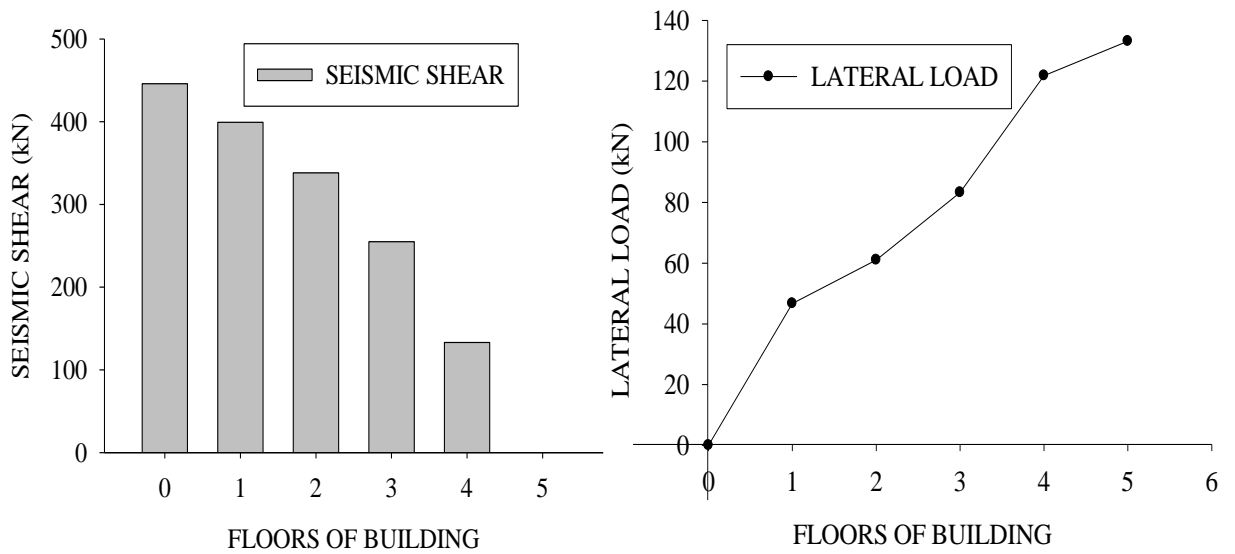 500
400
300
200
100
0
SEISMIC SHEAR (kN)
SEISMIC SHEAR
0 1 2 3 4 5
FLOORS OF BUILDING
140
120
100
80
60
40
20
0
LATERAL LOAD (kN)
LATERAL LOAD
0 1 2 3 4 5 6
FLOORS OF BUILDING